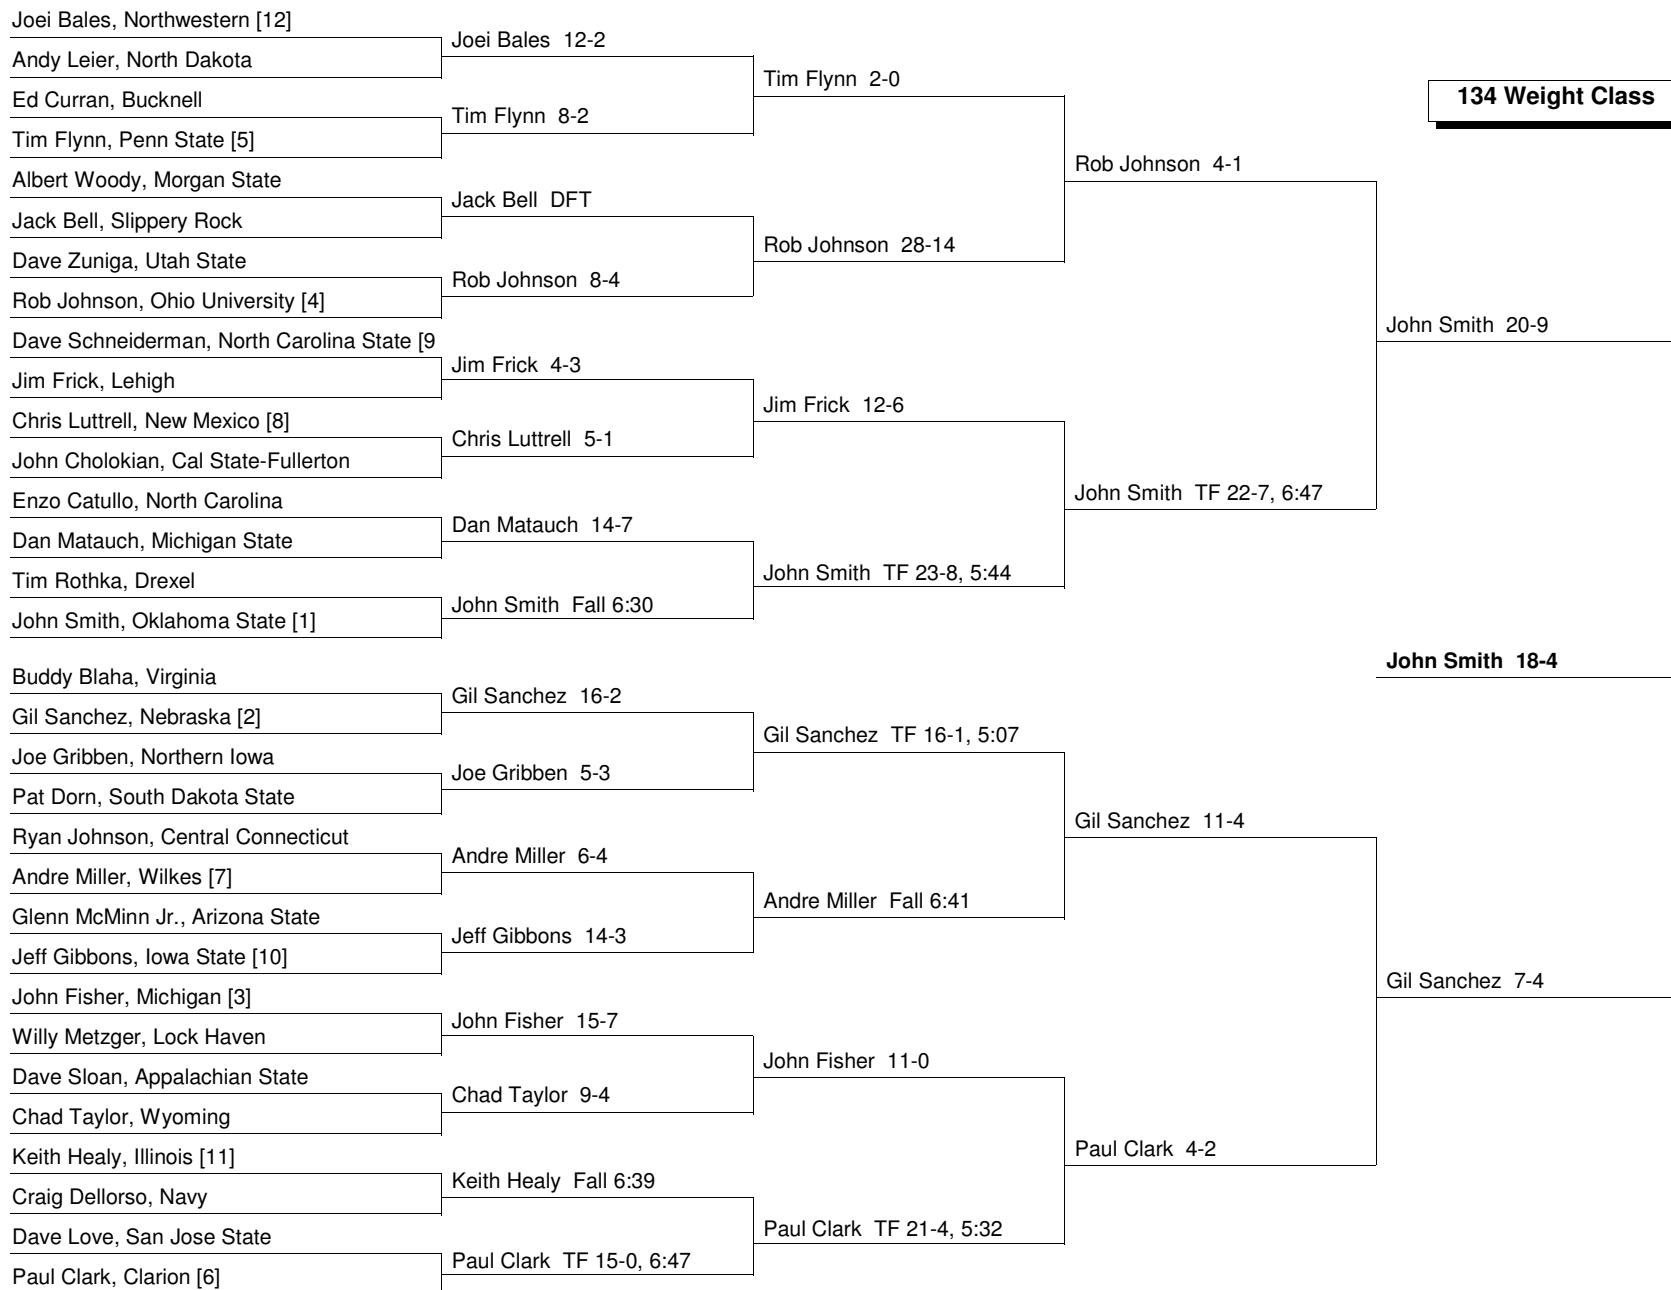 Joei Bales, Northwestern [12]
Andy Leier, North Dakota
Ed Curran, Bucknell
Tim Flynn, Penn State [5]
Albert Woody, Morgan State
Jack Bell, Slippery Rock
Dave Zuniga, Utah State
Rob Johnson, Ohio University [4]
Dave Schneiderman, North Carolina State [9
Jim Frick, Lehigh
Chris Luttrell, New Mexico [8]
John Cholokian, Cal State-Fullerton
Enzo Catullo, North Carolina
Dan Matauch, Michigan State
Tim Rothka, Drexel
John Smith, Oklahoma State [1]
Buddy Blaha, Virginia
Gil Sanchez, Nebraska [2]
Joe Gribben, Northern Iowa
Pat Dorn, South Dakota State
Ryan Johnson, Central Connecticut
Andre Miller, Wilkes [7]
Glenn McMinn Jr., Arizona State
Jeff Gibbons, Iowa State [10]
John Fisher, Michigan [3]
Willy Metzger, Lock Haven
Dave Sloan, Appalachian State
Chad Taylor, Wyoming
Keith Healy, Illinois [11]
Craig Dellorso, Navy
Dave Love, San Jose State
Paul Clark, Clarion [6]
Joei Bales 12-2
Tim Flynn 8-2
Jack Bell DFT
Rob Johnson 8-4
Jim Frick 4-3
Chris Luttrell 5-1
Dan Matauch 14-7
John Smith Fall 6:30
Gil Sanchez 16-2
Joe Gribben 5-3
Andre Miller 6-4
Jeff Gibbons 14-3
John Fisher 15-7
Chad Taylor 9-4
Keith Healy Fall 6:39
Paul Clark TF 15-0, 6:47
Tim Flynn 2-0
Rob Johnson 28-14
Jim Frick 12-6
John Smith TF 23-8, 5:44
Gil Sanchez TF 16-1, 5:07
Andre Miller Fall 6:41
John Fisher 11-0
Paul Clark TF 21-4, 5:32
Rob Johnson 4-1
John Smith TF 22-7, 6:47
Gil Sanchez 11-4
Paul Clark 4-2
134 Weight Class
John Smith 20-9
John Smith 18-4
Gil Sanchez 7-4